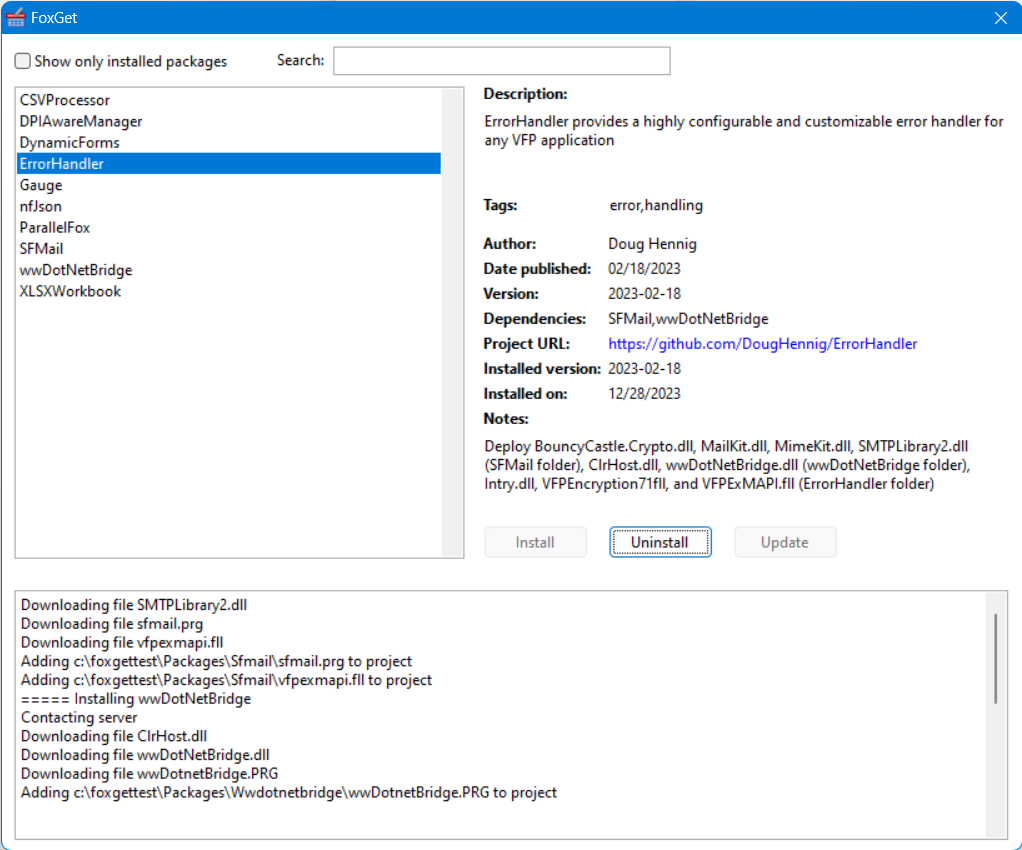 FoxGet
Show only installed packages
Search:
CSVProcessor
DPIAwareManager
DynamicForms
ErrorHandler
Gauge
nfJson
ParallelFox
SFMail
wwDotNetBridge
XLSXWorkbook
Description:
ErrorHandler provides a highly configurable and customizable error handler for
any VFP application
Tags: error,handling
Author: Doug Hennig
Date published: 02/18/2023
Version: 2023-02-18
Dependencies: SFMail,wwDotNetBridge
Project URL: https://github.com/DougHennig/ErrorHandler
Installed version: 2023-02-18
Installed on: 12/28/2023
Notes:
Deploy BouncyCastle.Crypto.dll, MailKit.dll, MimeKit.dll, SMTPLibrary2.dll
(SFMail folder), ClrHost.dll, wwDotNetBridge.dll (wwDotNetBridge folder),
Intry.dll, VFPEncryption71fll, and VFPExMAPI.fll (ErrorHandler folder)
Install Uninstall Update
Downloading file SMTPLibrary2.dll
Downloading file sfmail.prg
Downloading file vfpexmapi.fll
Adding c:\foxgettest\Packages\Sfmail\sfmail.prg to project
Adding c:\foxgettest\Packages\Sfmail\vfpexmapi.fll to project
===== Installing wwDotNetBridge
Contacting server
Downloading file ClrHost.dll
Downloading file wwDotNetBridge.dll
Downloading file wwDotnetBridge.PRG
Adding c:\foxgettest\Packages\Wwdotnetbridge\wwDotnetBridge.PRG to project